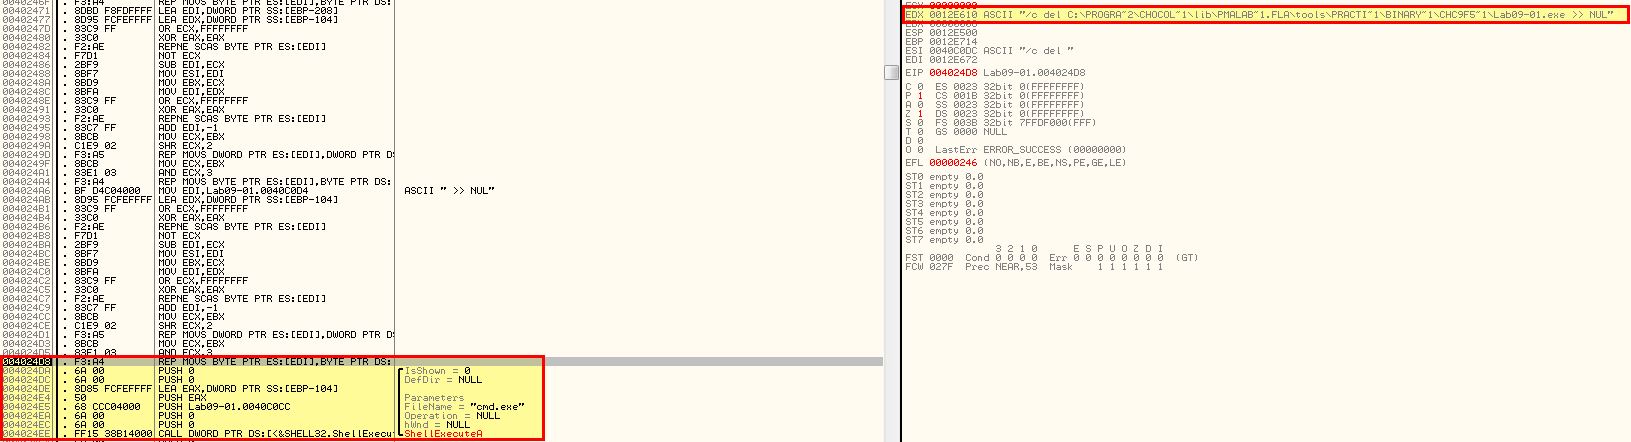 0040246F . F3:A4 REP MOVS BYTE PTR ES:[EDI],BYTE PTR DS:
00402471 . 8DBD F8FDFFFF LEA EDI,DWORD PTR SS:[EBP-208]
00402477 . 8D95 FCFEFFFF LEA EDX,DWORD PTR SS:[EBP-104]
0040247D . 83C9 FF OR ECX,FFFFFFFF
00402480 . 33C0 XOR EAX,EAX
00402482 . F2:AE REPNE SCAS BYTE PTR ES:[EDI]
00402484 . F7D1 NOT ECX
00402486 . 2BF9 SUB EDI,ECX
00402488 . 8BF7 MOV ESI,EDI
0040248A . 8BD9 MOV EBX,ECX
0040248C . 8BFA MOV EDI,EDX
0040248E . 83C9 FF OR ECX,FFFFFFFF
00402491 . 33C0 XOR EAX,EAX
00402493 . F2:AE REPNE SCAS BYTE PTR ES:[EDI]
00402495 . 83C7 FF ADD EDI,-1
00402498 . 8BCB MOV ECX,EBX
0040249A . C1E9 02 SHR ECX,2
0040249D . F3:A5 REP MOVS DWORD PTR ES:[EDI],DWORD PTR DS
0040249F . 8BCB MOV ECX,EBX
004024A1 . 83E1 03 AND ECX,3
004024A4 . F3:A4 REP MOVS BYTE PTR ES:[EDI],BYTE PTR DS:
004024A6 . BF D4C04000 MOV EDI,Lab09-01.0040C0D4 ASCII " >> NUL"
004024AB . 8D95 FCFEFFFF LEA EDX,DWORD PTR SS:[EBP-104]
004024B1 . 83C9 FF OR ECX,FFFFFFFF
004024B4 . 33C0 XOR EAX,EAX
004024B6 . F2:AE REPNE SCAS BYTE PTR ES:[EDI]
004024B8 . F7D1 NOT ECX
004024BA . 2BF9 SUB EDI,ECX
004024BC . 8BF7 MOV ESI,EDI
004024BE . 8BD9 MOV EBX,ECX
004024C0 . 8BFA MOV EDI,EDX
004024C2 . 83C9 FF OR ECX,FFFFFFFF
004024C5 . 33C0 XOR EAX,EAX
004024C7 . F2:AE REPNE SCAS BYTE PTR ES:[EDI]
004024C9 . 83C7 FF ADD EDI,-1
004024CC . 8BCB MOV ECX,EBX
004024CE . C1E9 02 SHR ECX,2
004024D1 . F3:A5 REP MOVS DWORD PTR ES:[EDI],DWORD PTR DS
004024D3 . 8BCB MOV ECX,EBX
004024D5 . 83E1 03 AND ECX,3
004024D8 . F3:A4 REP MOVS BYTE PTR ES:[EDI],BYTE PTR DS:
004024DA . 6A 00 PUSH 0 IsShown = 0
004024DC . 6A 00 PUSH 0 DefDir = NULL
004024DE . 8D85 FCFEFFFF LEA EAX,DWORD PTR SS:[EBP-104]
004024E4 . 50 PUSH EAX Parameters
004024E5 . 68 CCC04000 PUSH Lab09-01.0040C0CC FileName = "cmd.exe"
004024EA . 6A 00 PUSH 0 Operation = NULL
004024EC . 6A 00 PUSH 0 hWnd = NULL
004024EE . FF15 38B14000 CALL DWORD PTR DS:[<&SHELL32.ShellExecut ShellExecuteA
ECX 00000000
EDX 0012E610 ASCII "/c del C:\PROGRA~2\CHOCOL~1\lib\PMALAB~1.FLA\tools\PRACTI~1\BINARY~1\CHC9F5~1\Lab09-01.exe >> NUL"
ESP 0012E500
EBP 0012E714
ESI 0040C0DC ASCII "/c del "
EDI 0012E672
EIP 004024D8 Lab09-01.004024D8
C 0 ES 0023 32bit 0(FFFFFFFF)
P 1 CS 001B 32bit 0(FFFFFFFF)
A 0 SS 0023 32bit 0(FFFFFFFF)
Z 1 DS 0023 32bit 0(FFFFFFFF)
S 0 FS 003B 32bit 7FFDF000(FFF)
T 0 GS 0000 NULL
D 0
O 0 LastErr ERROR_SUCCESS (00000000)
EFL 00000246 (NO,NB,E,BE,NS,PE,GE,LE)
ST0 empty 0.0
ST1 empty 0.0
ST2 empty 0.0
ST3 empty 0.0
ST4 empty 0.0
ST5 empty 0.0
ST6 empty 0.0
ST7 empty 0.0
3 2 1 0 E S P U O Z D I
FST 0000 Cond 0 0 0 0 Err 0 0 0 0 0 0 0 0 (GT)
FCW 027F Prec NEAR,53 Mask 1 1 1 1 1 1